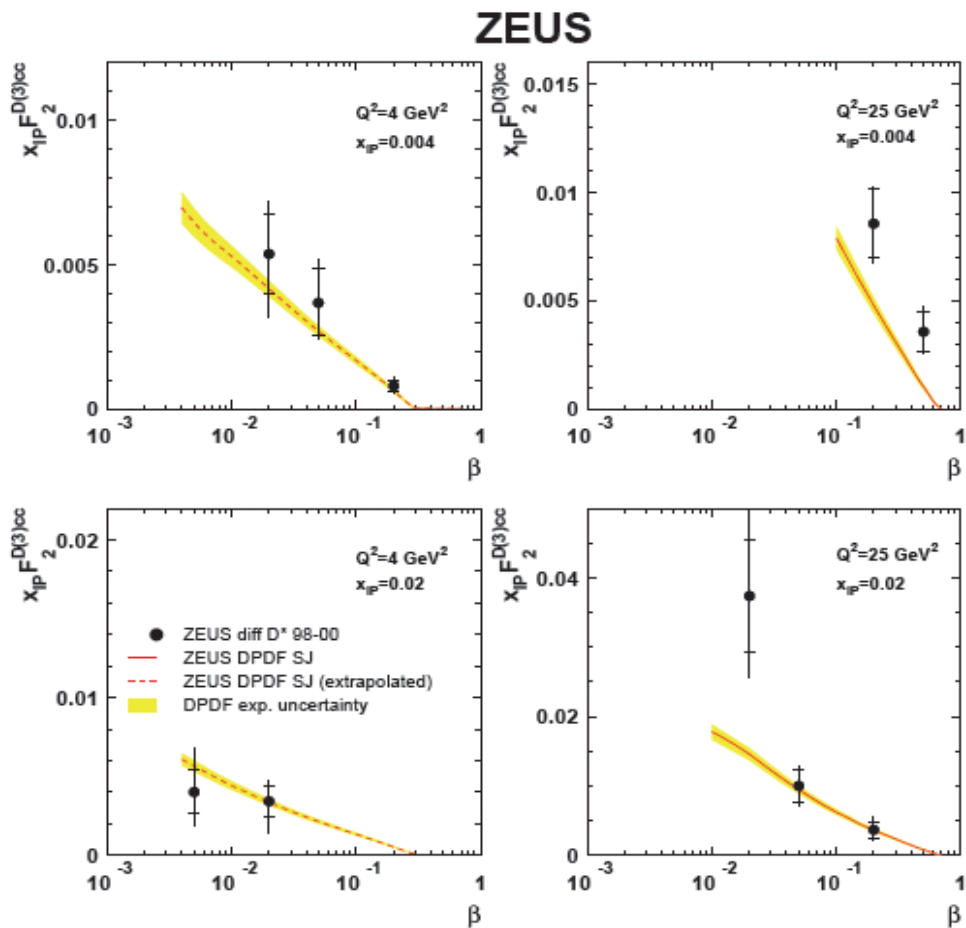 ZEUS
x_IP F_2^D(3)cc
0.01
0.005
0
Q²=4 GeV²
x_IP=0.004
10^-3 10^-2 10^-1 1
β
x_IP F_2^D(3)cc
0.015
0.01
0.005
0
Q²=25 GeV²
x_IP=0.004
10^-3 10^-2 10^-1 1
β
x_IP F_2^D(3)cc
0.02
0.01
0
Q²=4 GeV²
x_IP=0.02
ZEUS diff D* 98-00
ZEUS DPDF SJ
ZEUS DPDF SJ (extrapolated)
DPDF exp. uncertainty
10^-3 10^-2 10^-1 1
β
x_IP F_2^D(3)cc
0.04
0.02
0
Q²=25 GeV²
x_IP=0.02
10^-3 10^-2 10^-1 1
β